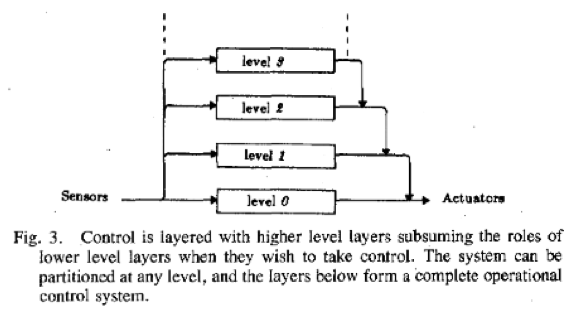 level 3
level 2
level 1
Sensors
level 0
Actuators
Fig. 3. Control is layered with higher level layers subsuming the roles of
lower level layers when they wish to take control. The system can be
partitioned at any level, and the layers below form a complete operational
control system.